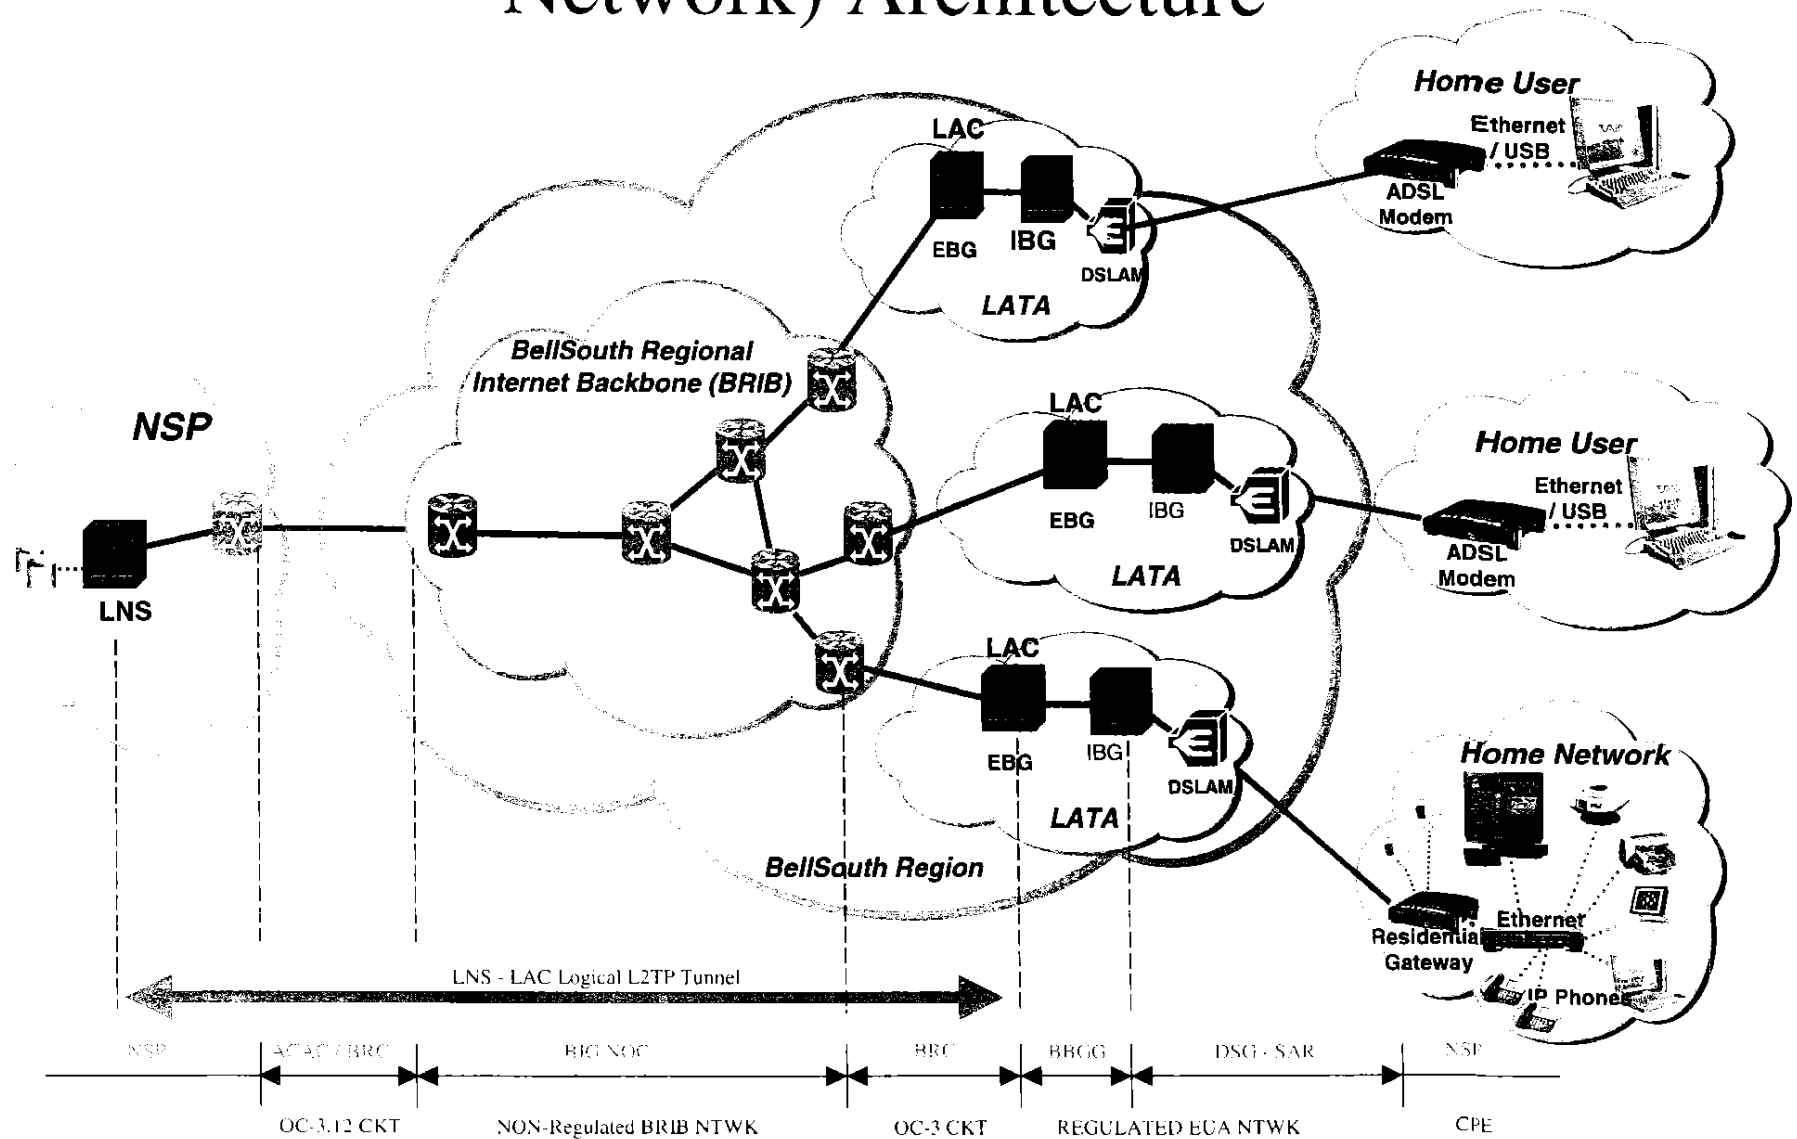 Network) Architecture
Home User
Ethernet
/ USB
ADSL
Modem
LAC
EBG
IBG
DSLAM
LATA
BellSouth Regional
Internet Backbone (BRIB)
NSP
LNS
LAC
EBG
IBG
DSLAM
LATA
Home User
Ethernet
/ USB
ADSL
Modem
LAC
EBG
IBG
DSLAM
LATA
BellSouth Region
Home Network
Ethernet
Residential
Gateway
IP Phones
LNS - LAC Logical L2TP Tunnel
NSP
ACAC / BRC
BIG NOC
BRC
BBGG
DSG - SAR
NSP
OC-3,12 CKT
NON-Regulated BRIB NTWK
OC-3 CKT
REGULATED EUA NTWK
CPE